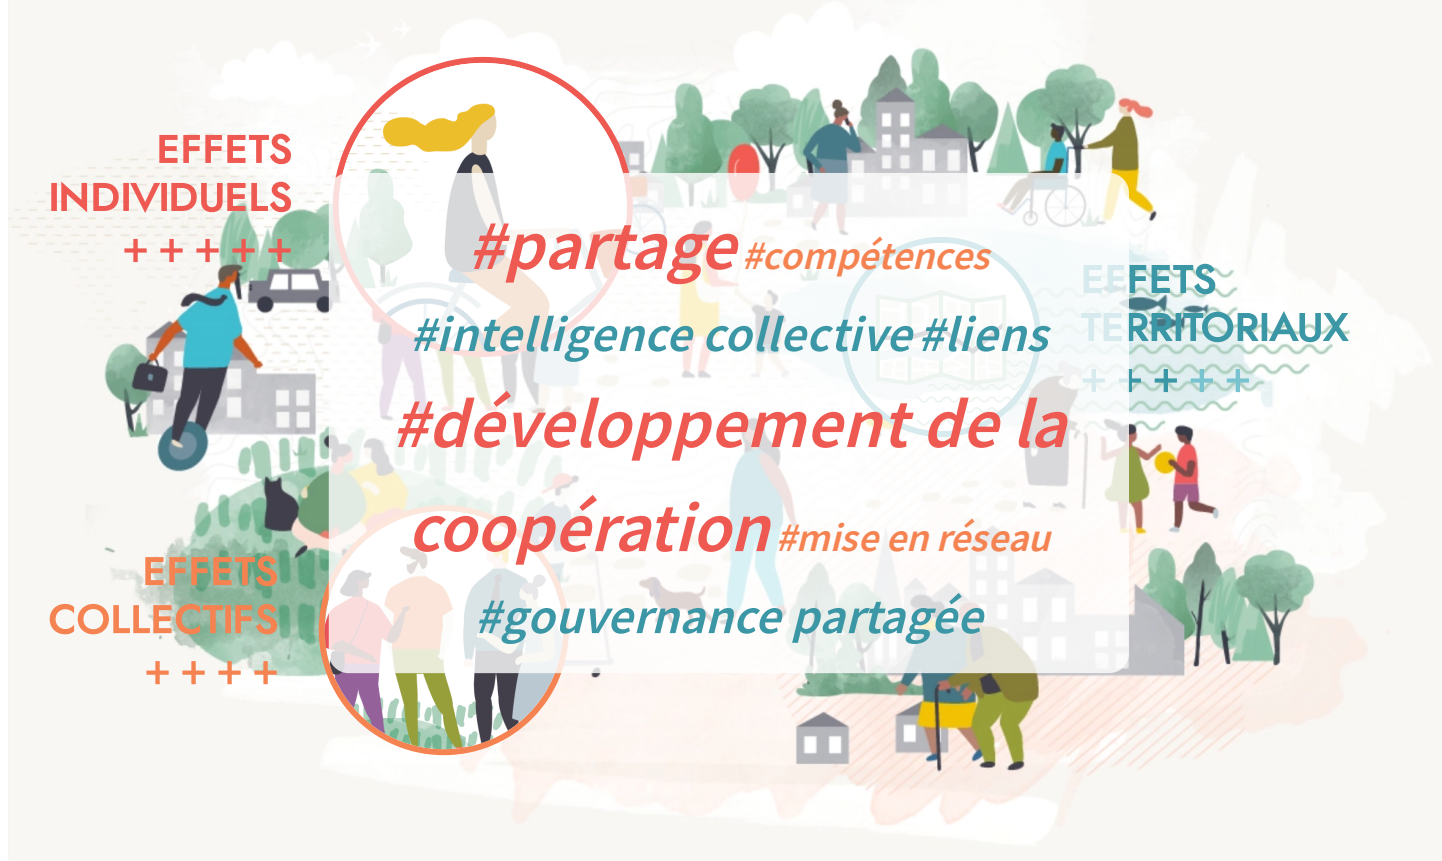 EFFETS
INDIVIDUELS
+ + + + +
#partage #compétences
#intelligence collective #liens
#développement de la
coopération #mise en réseau
#gouvernance partagée
EFFETS
TERRITORIAUX
+ + + + +
EFFETS
COLLECTIFS
+ + + +